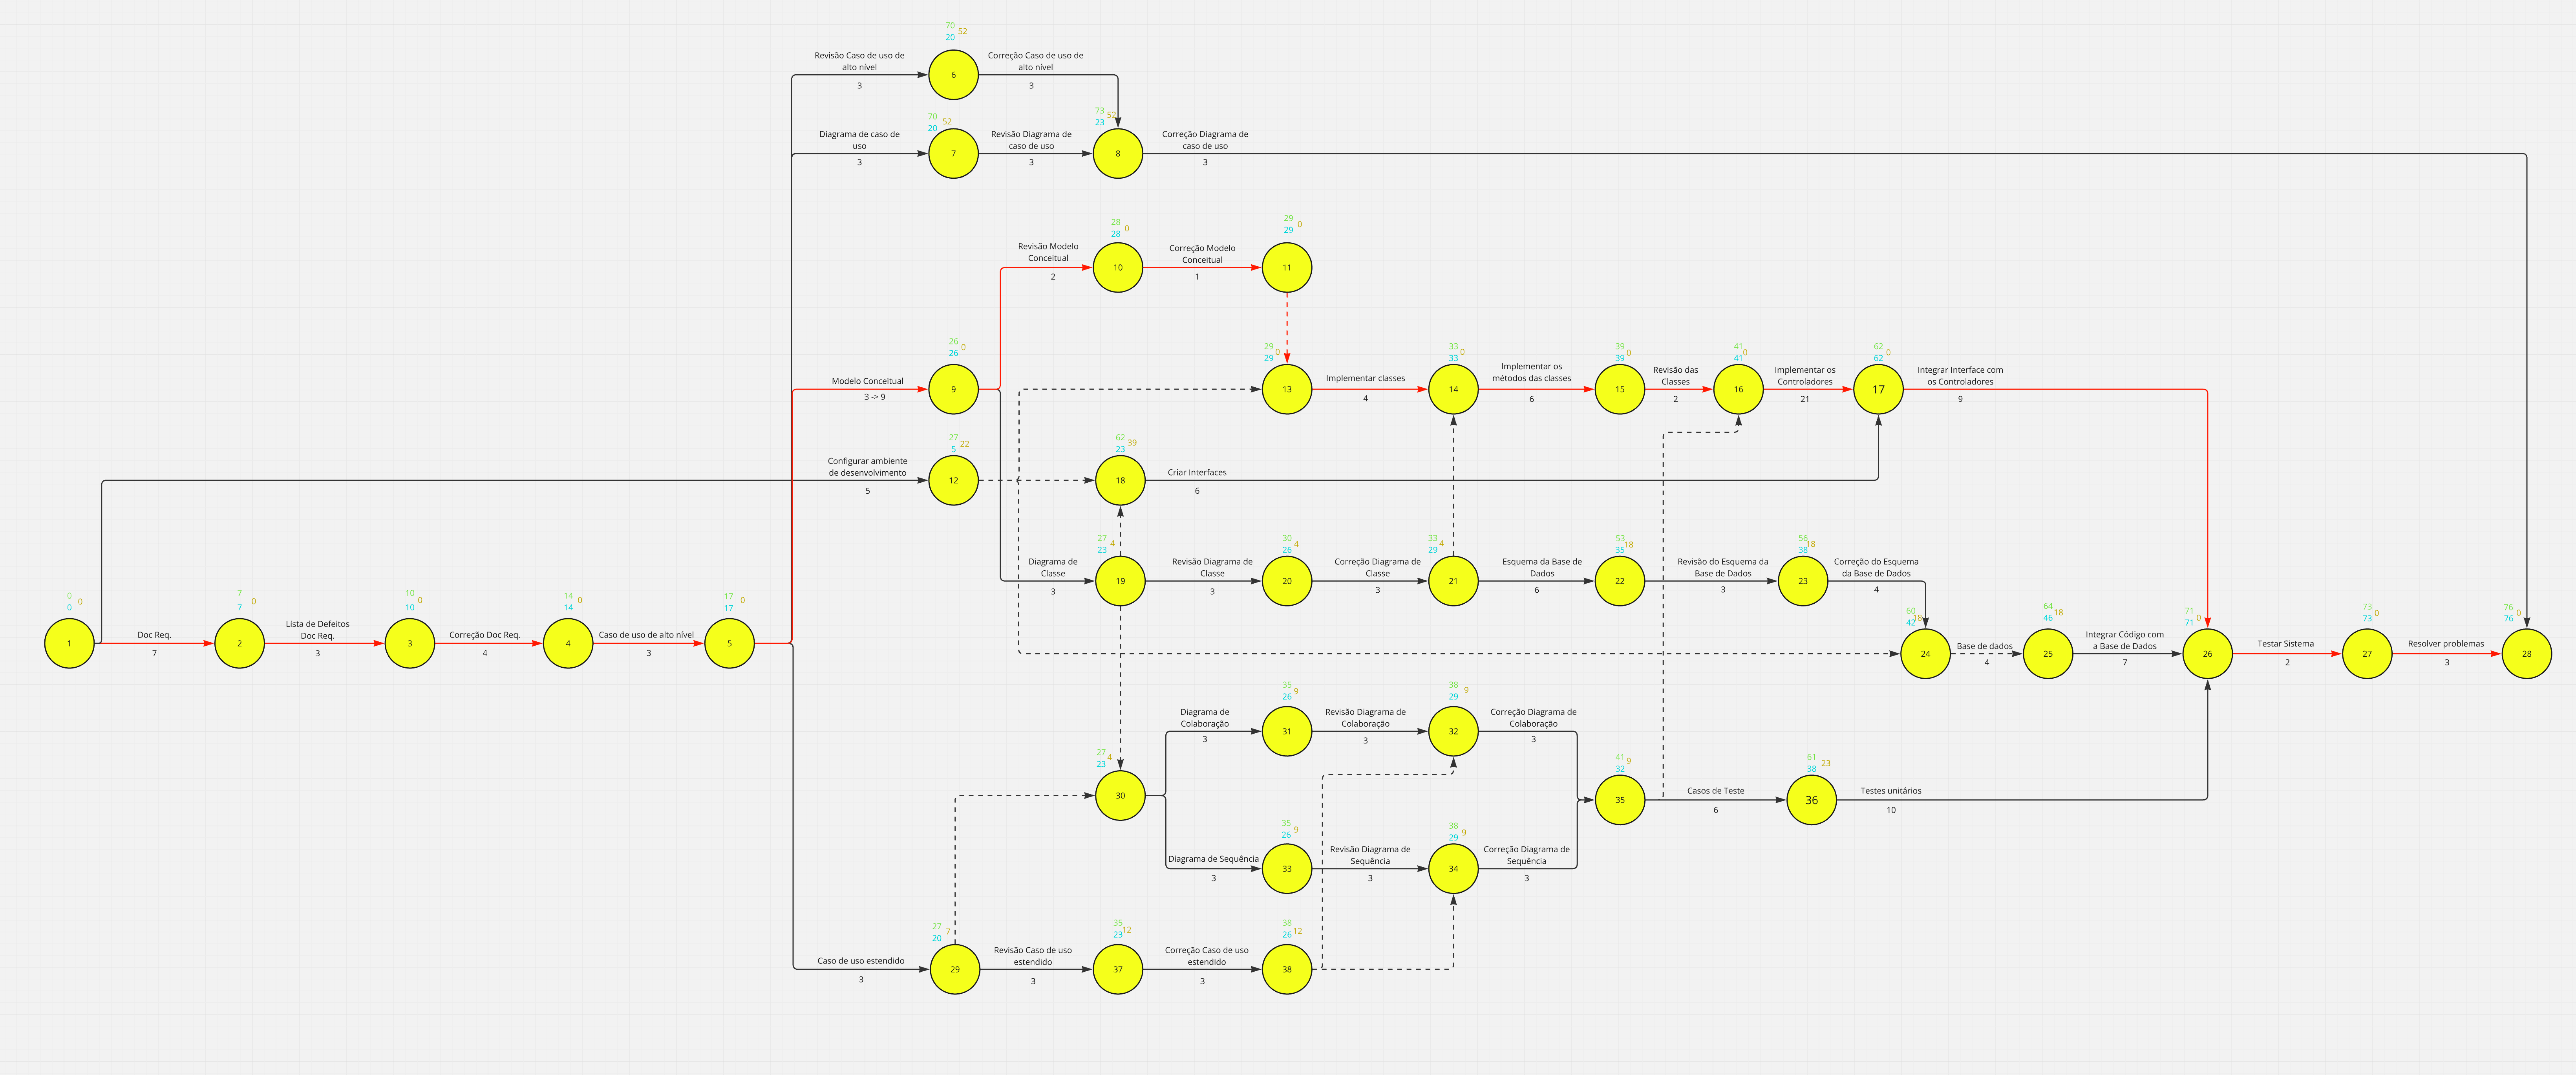 70
52
20
Revisão Caso de uso de
alto nível
3
6
Correção Caso de uso de
alto nível
3
70
52
20
Diagrama de caso de
uso
3
7
Revisão Diagrama de
caso de uso
3
73
52
23
8
Correção Diagrama de
caso de uso
3
28
0
28
Revisão Modelo
Conceitual
2
10
Correção Modelo
Conceitual
1
29
0
29
11
26
0
26
Modelo Conceitual
3 -> 9
9
29
0
29
13
Implementar classes
4
33
0
33
14
Implementar os
métodos das classes
6
39
0
39
15
Revisão das
Classes
2
41
0
41
16
Implementar os
Controladores
21
62
0
62
17
Integrar Interface com
os Controladores
9
27
22
5
Configurar ambiente
de desenvolvimento
5
12
62
39
23
18
Criar Interfaces
6
27
4
23
Diagrama de
Classe
3
19
Revisão Diagrama de
Classe
3
30
4
26
20
Correção Diagrama de
Classe
3
33
4
29
21
Esquema da Base de
Dados
6
53
18
35
22
Revisão do Esquema da
Base de Dados
3
56
18
38
23
Correção do Esquema
da Base de Dados
4
0
0
0
1
Doc Req.
7
7
0
7
2
Lista de Defeitos
Doc Req.
3
10
0
10
3
Correção Doc Req.
4
14
0
14
4
Caso de uso de alto nível
3
17
0
17
5
60
18
42
24
Base de dados
4
64
18
46
25
Integrar Código com
a Base de Dados
7
71
0
71
26
Testar Sistema
2
73
0
73
27
Resolver problemas
3
76
0
76
28
27
4
23
30
Diagrama de
Colaboração
3
35
9
26
31
Revisão Diagrama de
Colaboração
3
38
9
29
32
Correção Diagrama de
Colaboração
3
Diagrama de Sequência
3
35
9
26
33
Revisão Diagrama de
Sequência
3
38
9
29
34
Correção Diagrama de
Sequência
3
41
9
32
35
Casos de Teste
6
61
23
38
36
Testes unitários
10
Caso de uso estendido
3
27
7
20
29
Revisão Caso de uso
estendido
3
35
12
23
37
Correção Caso de uso
estendido
3
38
12
26
38